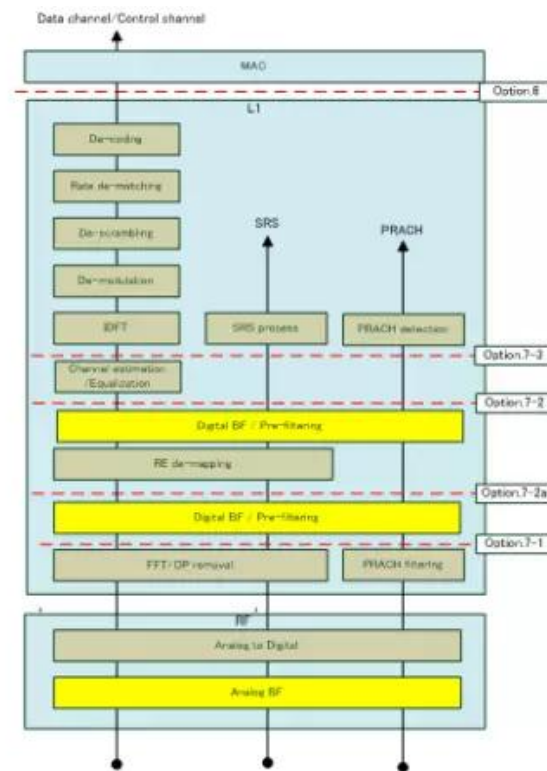 Data channel/Control channel
MAC
Option.6
L1
De-coding
Rate de-matching
De-scrambling
SRS
PRACH
De-modulation
IDFT
SRS process
PRACH detection
Option.7-3
Channel estimation
/Equalization
Option.7-2
Digital BF / Pre-filtering
RE de-mapping
Option.7-2a
Digital BF / Pre-filtering
Option.7-1
FFT/CP removal
PRACH filtering
RF
Analog to Digital
Analog BF